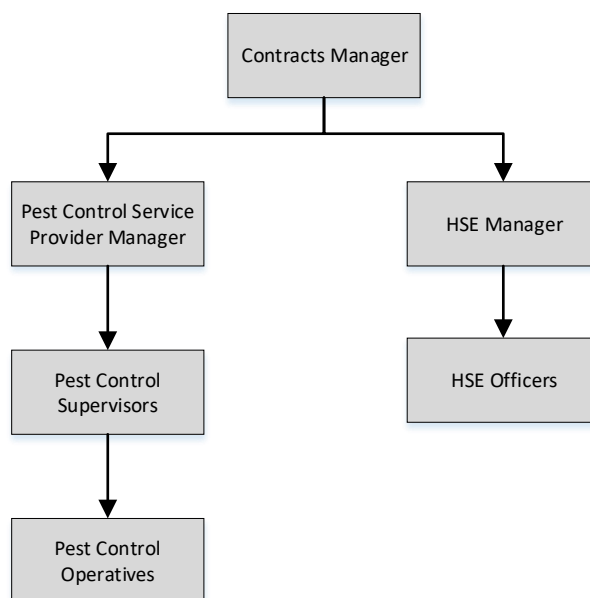 Contracts Manager
Pest Control Service
Provider Manager
HSE Manager
Pest Control
Supervisors
HSE Officers
Pest Control
Operatives